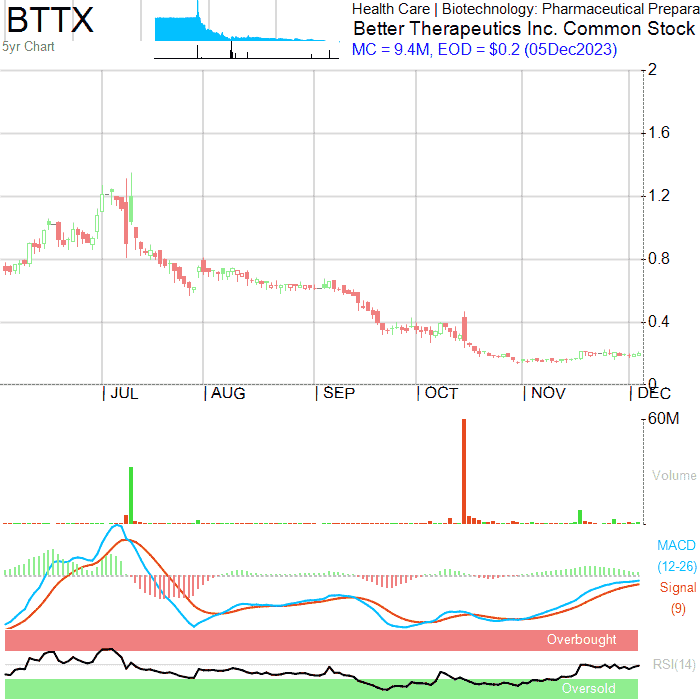 BTTX
5yr Chart
Health Care | Biotechnology: Pharmaceutical Prepara
Better Therapeutics Inc. Common Stock
MC = 9.4M, EOD = $0.2 (05Dec2023)
2
1.6
1.2
0.8
0.4
0
JUL
AUG
SEP
OCT
NOV
DEC
60M
Volume
MACD
(12-26)
Signal
(9)
Overbought
RSI(14)
Oversold